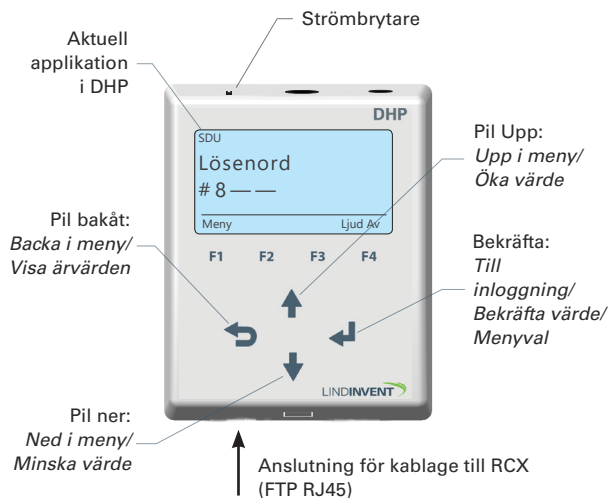 Strömbrytare
Aktuell
applikation
i DHP
DHP
SDU
Lösenord
# 8 — —
Meny Ljud Av
F1 F2 F3 F4
Pil Upp:
Upp i meny/
Öka värde
Pil bakåt:
Backa i meny/
Visa ärvärden
Bekräfta:
Till
inloggning/
Bekräfta värde/
Menyval
LINDINVENT
Pil ner:
Ned i meny/
Minska värde
Anslutning för kablage till RCX
(FTP RJ45)